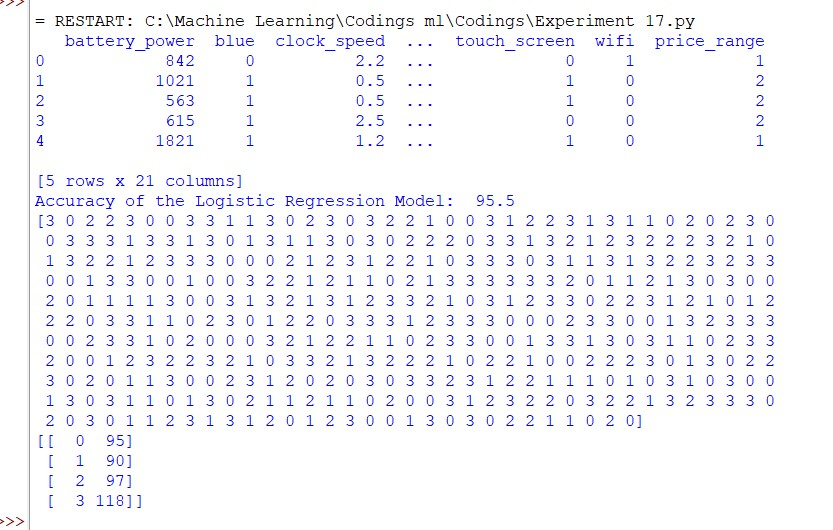 >>>
= RESTART: C:\Machine Learning\Codings ml\Codings\Experiment 17.py
battery_power blue clock_speed ... touch_screen wifi price_range
0 842 0 2.2 ... 0 1 1
1 1021 1 0.5 ... 1 0 2
2 563 1 0.5 ... 1 0 2
3 615 1 2.5 ... 0 0 2
4 1821 1 1.2 ... 1 0 1
[5 rows x 21 columns]
Accuracy of the Logistic Regression Model: 95.5
[3 0 2 2 3 0 0 3 3 1 1 3 0 2 3 0 3 2 2 1 0 0 3 1 2 2 3 1 3 1 1 0 2 0 2 3 0
0 3 3 3 1 3 3 1 3 0 1 3 1 1 3 0 3 0 2 2 2 0 3 3 1 3 2 1 2 3 2 2 2 3 2 1 0
1 3 2 2 1 2 3 3 3 0 0 0 2 1 2 3 1 2 2 1 0 3 3 3 0 3 1 1 3 1 3 2 2 3 2 3 3
0 0 1 3 3 0 0 1 0 0 3 2 2 1 2 1 1 0 2 1 3 3 3 3 3 3 2 0 1 1 2 1 3 0 3 0 0
2 0 1 1 1 1 3 0 0 3 1 3 2 1 3 1 2 3 3 2 1 0 3 1 2 3 3 0 2 2 3 1 2 1 0 1 2
2 2 0 3 3 1 1 0 2 3 0 1 2 2 0 3 3 3 1 2 3 3 3 0 0 0 2 3 3 0 0 1 3 2 3 3 3
0 0 2 3 3 1 0 2 0 0 0 3 2 1 2 2 1 1 0 2 3 3 0 0 1 3 3 1 3 0 3 1 1 0 2 3 3
2 0 0 1 2 3 2 2 3 2 1 0 3 3 2 1 3 2 2 2 1 0 2 2 1 0 0 2 2 2 3 0 1 3 0 2 2
3 0 2 0 1 1 3 0 0 2 3 1 2 0 2 0 3 0 3 3 2 3 1 2 2 1 1 1 0 1 0 3 1 0 3 0 0
1 3 0 3 1 1 3 0 2 1 1 2 1 1 0 2 0 0 3 1 2 3 2 2 0 3 2 2 1 3 2 3 3 3 0
2 0 3 0 1 1 2 3 1 3 1 2 0 1 2 3 0 0 1 3 0 3 0 2 2 1 1 0 2 0]
[[ 0 95]
[ 1 90]
[ 2 97]
[ 3 118]]
>>>